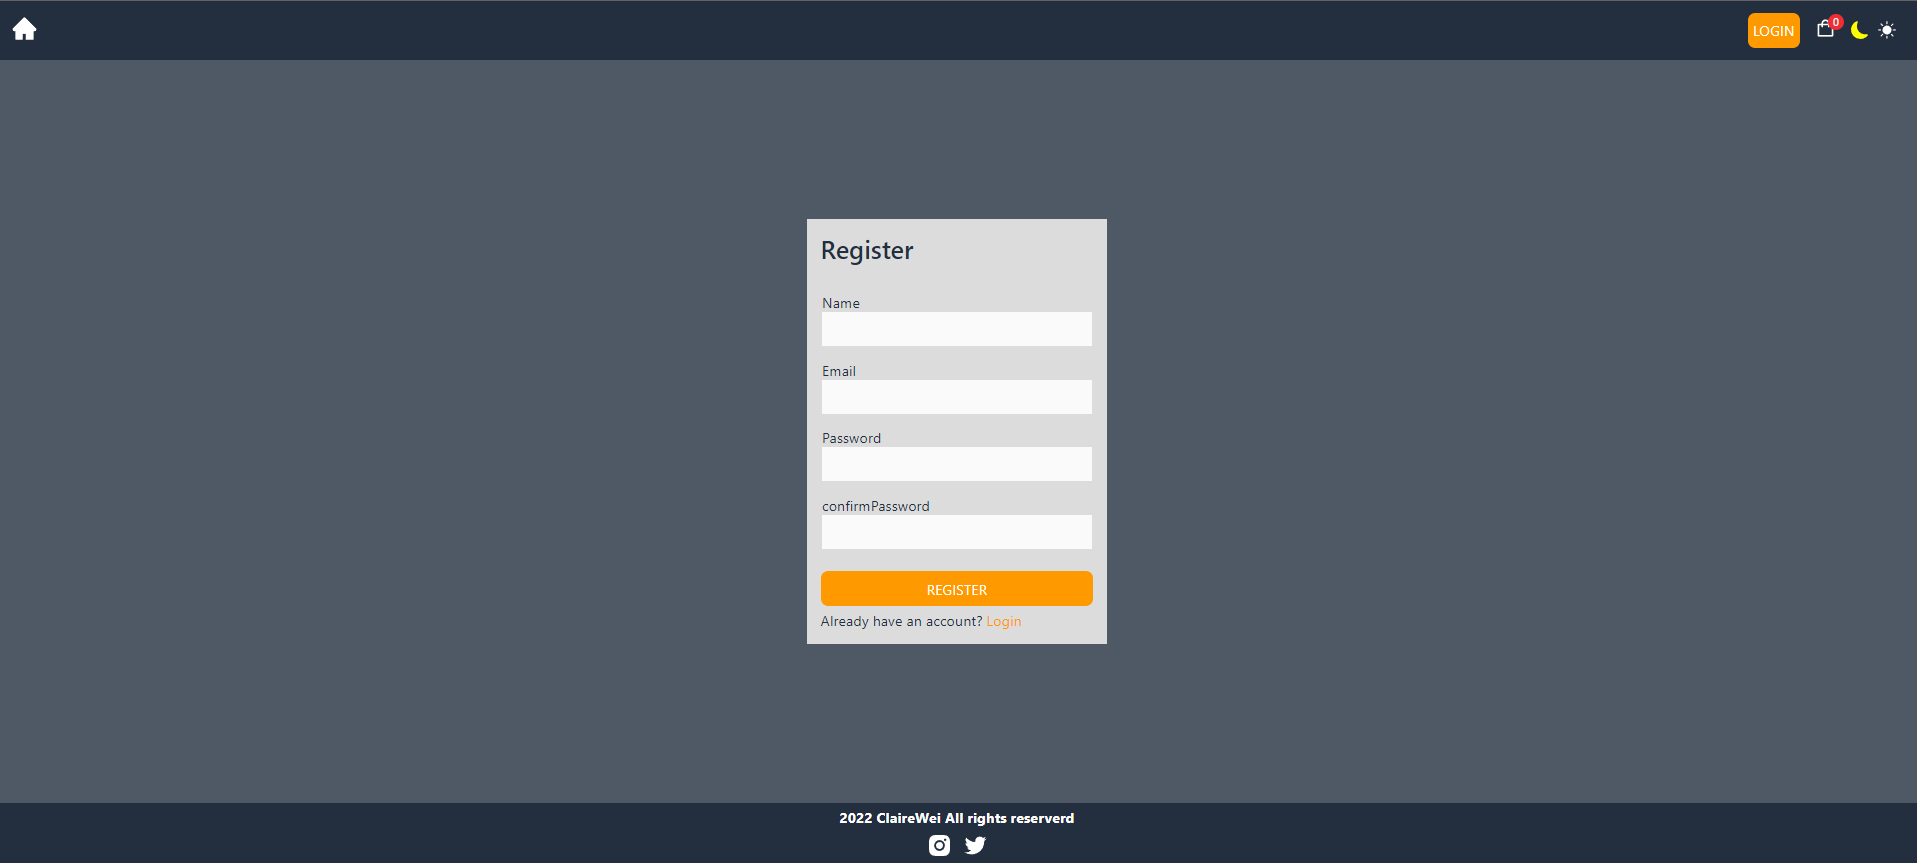 LOGIN
0
Register
Name
Email
Password
confirmPassword
REGISTER
Already have an account? Login
2022 ClaireWei All rights reserverd